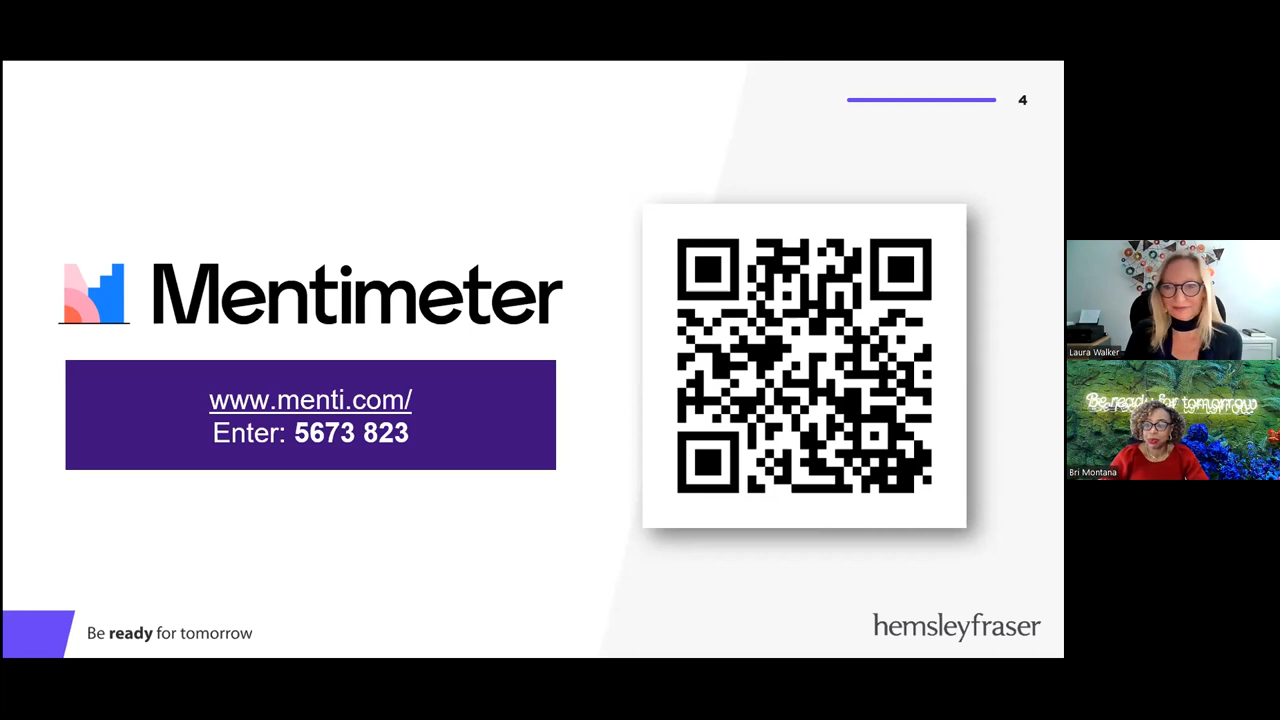 4
Mentimeter
www.menti.com/
Enter: 5673 823
Be ready for tomorrow
hemsleyfraser
Laura Walker
Be ready for tomorrow
Bri Montana